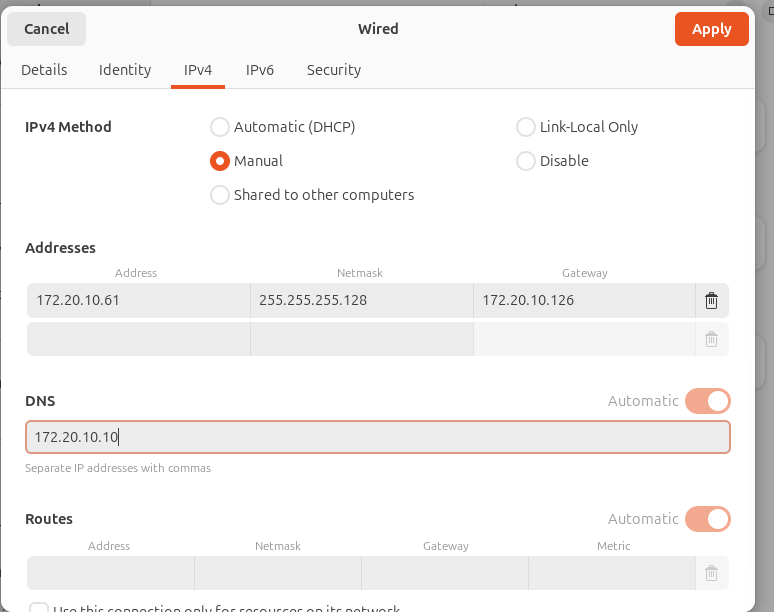 Cancel Wired Apply
Details Identity IPv4 IPv6 Security
IPv4 Method Automatic (DHCP) Link-Local Only
Manual Disable
Shared to other computers
Addresses
Address Netmask Gateway
172.20.10.61 255.255.255.128 172.20.10.126
DNS Automatic
172.20.10.10
Separate IP addresses with commas
Routes Automatic
Address Netmask Gateway Metric
Use this connection only for resources on its network